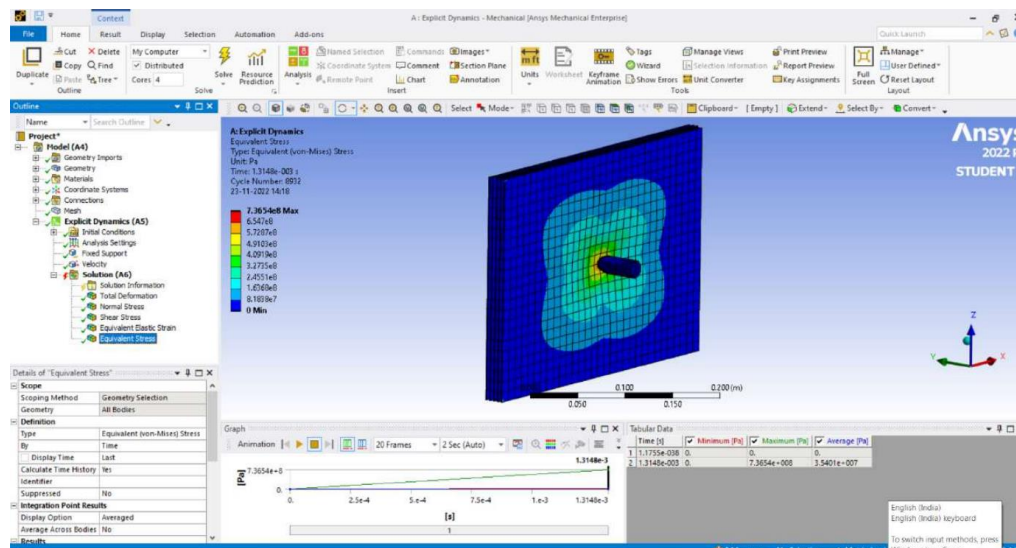 Context
A : Explicit Dynamics - Mechanical [Ansys Mechanical Enterprise]
File Home Result Display Selection Automation Add-ons
Quick Launch
Duplicate
Cut
Copy
Paste
Delete
Find
Tree
Outline
My Computer
Distributed
Cores 4
Solve
Resource Prediction
Solve
Analysis
Named Selection
Coordinate System
Remote Point
Commands
Comment
Chart
Images
Section Plane
Annotation
Insert
Units
Worksheet
Keyframe Animation
Tags
Wizard
Show Errors
Manage Views
Selection Information
Unit Converter
Print Preview
Report Preview
Key Assignments
Tools
Full Screen
Manage
User Defined
Reset Layout
Layout
Outline
Name
Search Outline
Select Mode Clipboard [Empty] Extend Select By Convert
Project*
Model (A4)
Geometry Imports
Geometry
Materials
Coordinate Systems
Connections
Mesh
Explicit Dynamics (A5)
Initial Conditions
Analysis Settings
Fixed Support
Velocity
Solution (A6)
Solution Information
Total Deformation
Normal Stress
Shear Stress
Equivalent Elastic Strain
Equivalent Stress
A: Explicit Dynamics
Equivalent Stress
Type: Equivalent (von-Mises) Stress
Unit: Pa
Time: 1.3148e-003 s
Cycle Number: 8932
23-11-2022 14:18
7.3654e8 Max
6.547e8
5.7287e8
4.9103e8
4.0919e8
3.2735e8
2.4551e8
1.6368e8
8.1838e7
0 Min
Ansys
2022
STUDENT
Z
Y
X
0.100
0.200 (m)
0.050
0.150
Details of "Equivalent Stress"
Scope
Scoping Method Geometry Selection
Geometry All Bodies
Definition
Type Equivalent (von-Mises) Stress
By Time
Display Time Last
Calculate Time History Yes
Identifier
Suppressed No
Integration Point Results
Display Option Averaged
Average Across Bodies No
Results
Graph
Animation 20 Frames 2 Sec (Auto)
1.3148e-3
7.3654e+8
0.
[Pa]
0. 2.5e-4 5.e-4 7.5e-4 1.e-3 1.3148e-3
[s]
1
Tabular Data
Time [s] Minimum [Pa] Maximum [Pa] Average [Pa]
1 1.1755e-038 0. 0. 0.
2 1.3148e-003 0. 7.3654e+008 3.5401e+007
English (India)
English (India) keyboard
To switch input methods, press